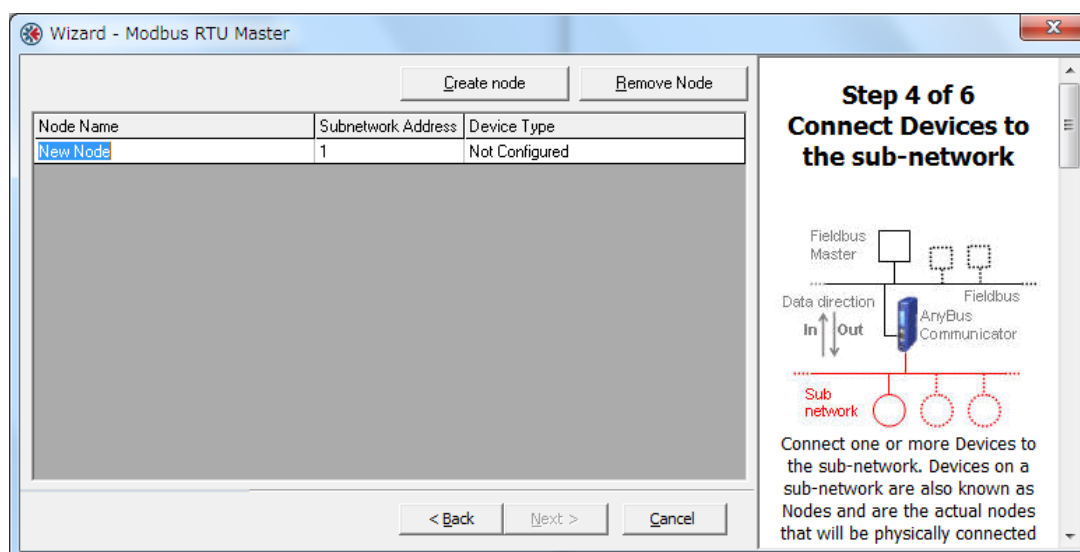 Wizard - Modbus RTU Master
X
Create node Remove Node
Node Name Subnetwork Address Device Type
New Node 1 Not Configured
< Back Next > Cancel
Step 4 of 6
Connect Devices to
the sub-network
Fieldbus
Master
Fieldbus
Data direction
In Out
AnyBus
Communicator
Sub
network
Connect one or more Devices to
the sub-network. Devices on a
sub-network are also known as
Nodes and are the actual nodes
that will be physically connected